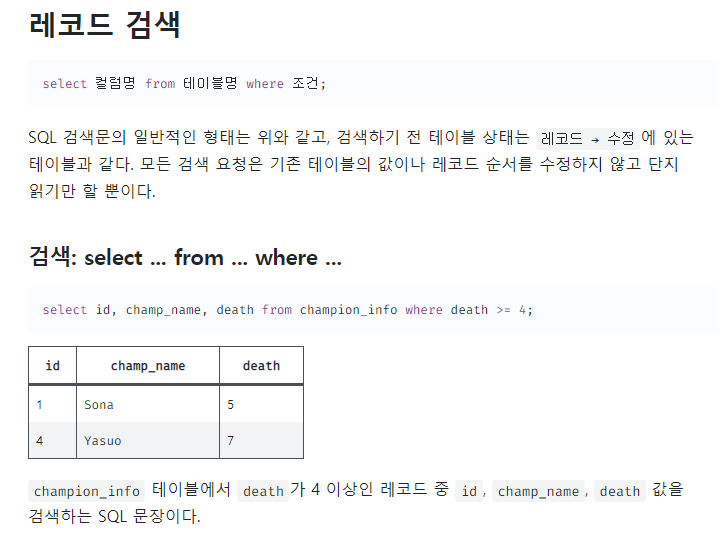 레코드 검색
select 컬럼명 from 테이블명 where 조건;
SQL 검색문의 일반적인 형태는 위와 같고, 검색하기 전 테이블 상태는 레코드 → 수정 에 있는
테이블과 같다. 모든 검색 요청은 기존 테이블의 값이나 레코드 순서를 수정하지 않고 단지
읽기만 할 뿐이다.
검색: select ... from ... where ...
select id, champ_name, death from champion_info where death >= 4;
id champ_name death
1 Sona 5
4 Yasuo 7
champion_info 테이블에서 death가 4 이상인 레코드 중 id, champ_name, death 값을
검색하는 SQL 문장이다.